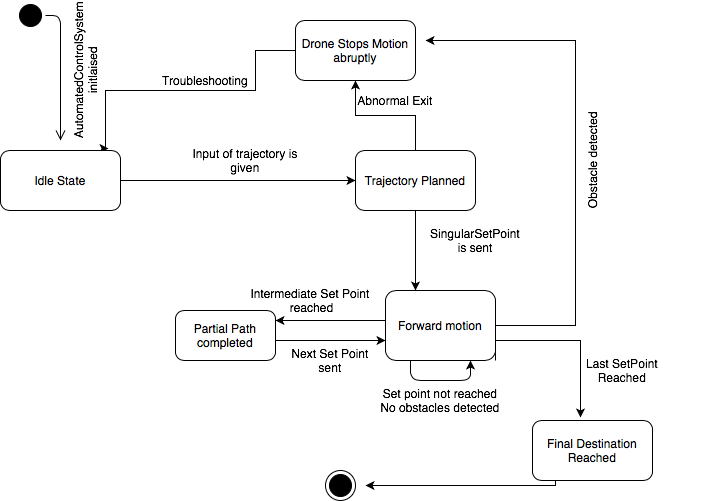 AutomatedControlSystem
initlaised
Drone Stops Motion
abruptly
Troubleshooting
Abnormal Exit
Idle State
Input of trajectory is
given
Trajectory Planned
Obstacle detected
SingularSetPoint
is sent
Intermediate Set Point
reached
Partial Path
completed
Forward motion
Next Set Point
sent
Set point not reached
No obstacles detected
Last SetPoint
Reached
Final Destination
Reached